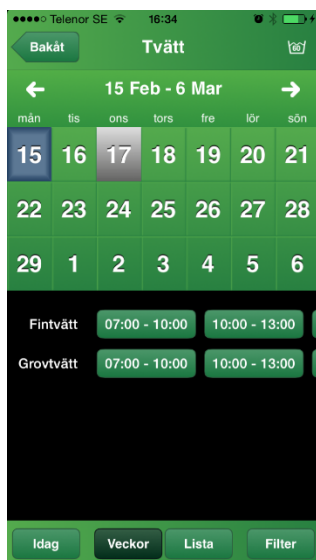 Telenor SE 16:34
Bakåt Tvätt 60
15 Feb - 6 Mar
mån tis ons tors fre lör sön
15 16 17 18 19 20 21
22 23 24 25 26 27 28
29 1 2 3 4 5 6
Fintvätt 07:00 - 10:00 10:00 - 13:00
Grovtvätt 07:00 - 10:00 10:00 - 13:00
Idag Veckor Lista Filter